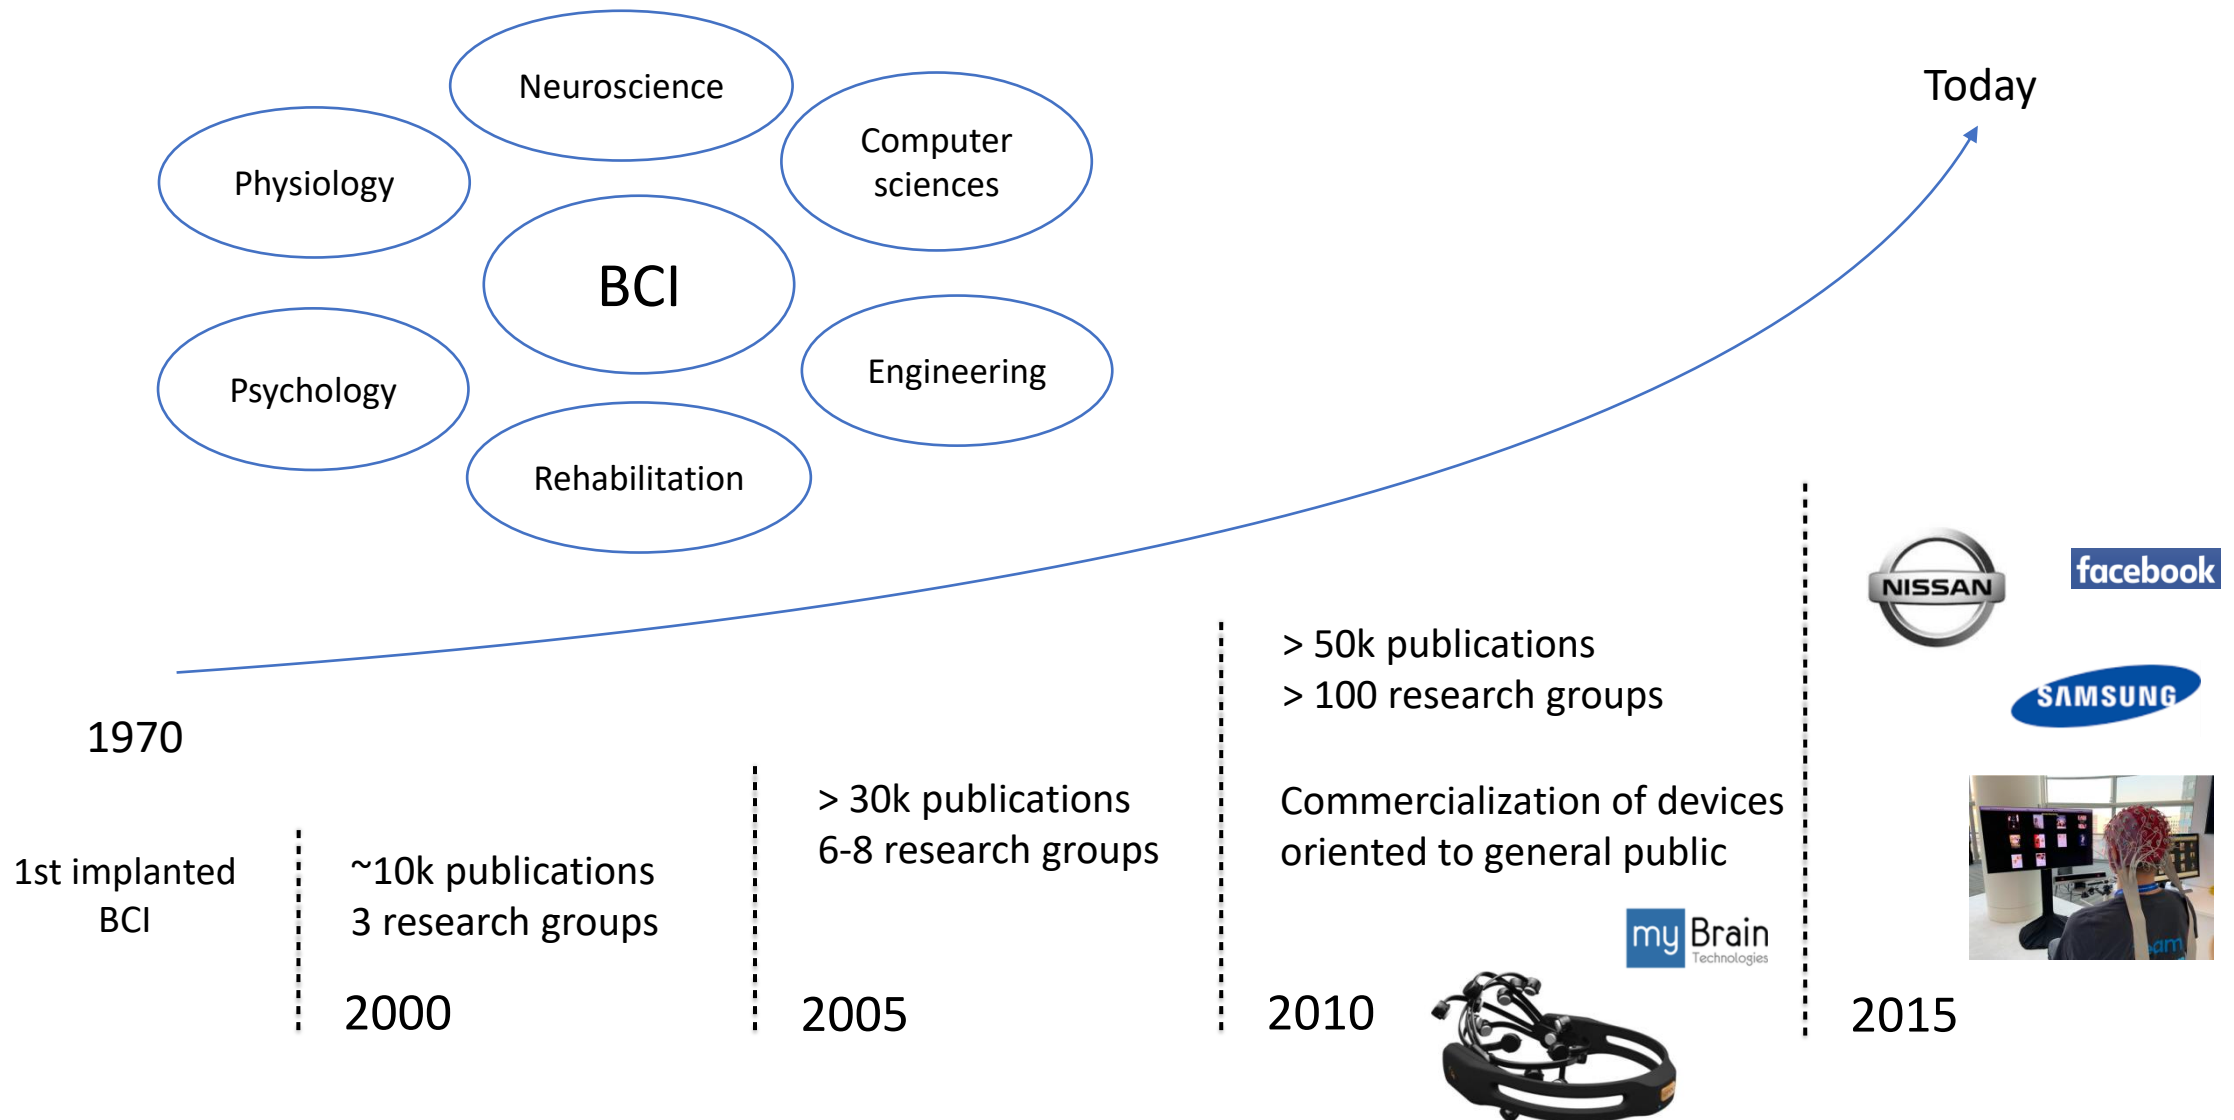 Neuroscience
Computer
sciences
Physiology
BCI
Psychology
Engineering
Rehabilitation
Today
1970
1st implanted
BCI
~10k publications
3 research groups
2000
> 30k publications
6-8 research groups
2005
> 50k publications
> 100 research groups
Commercialization of devices
oriented to general public
my Brain
Technologies
2010
NISSAN
facebook
SAMSUNG
eam
2015